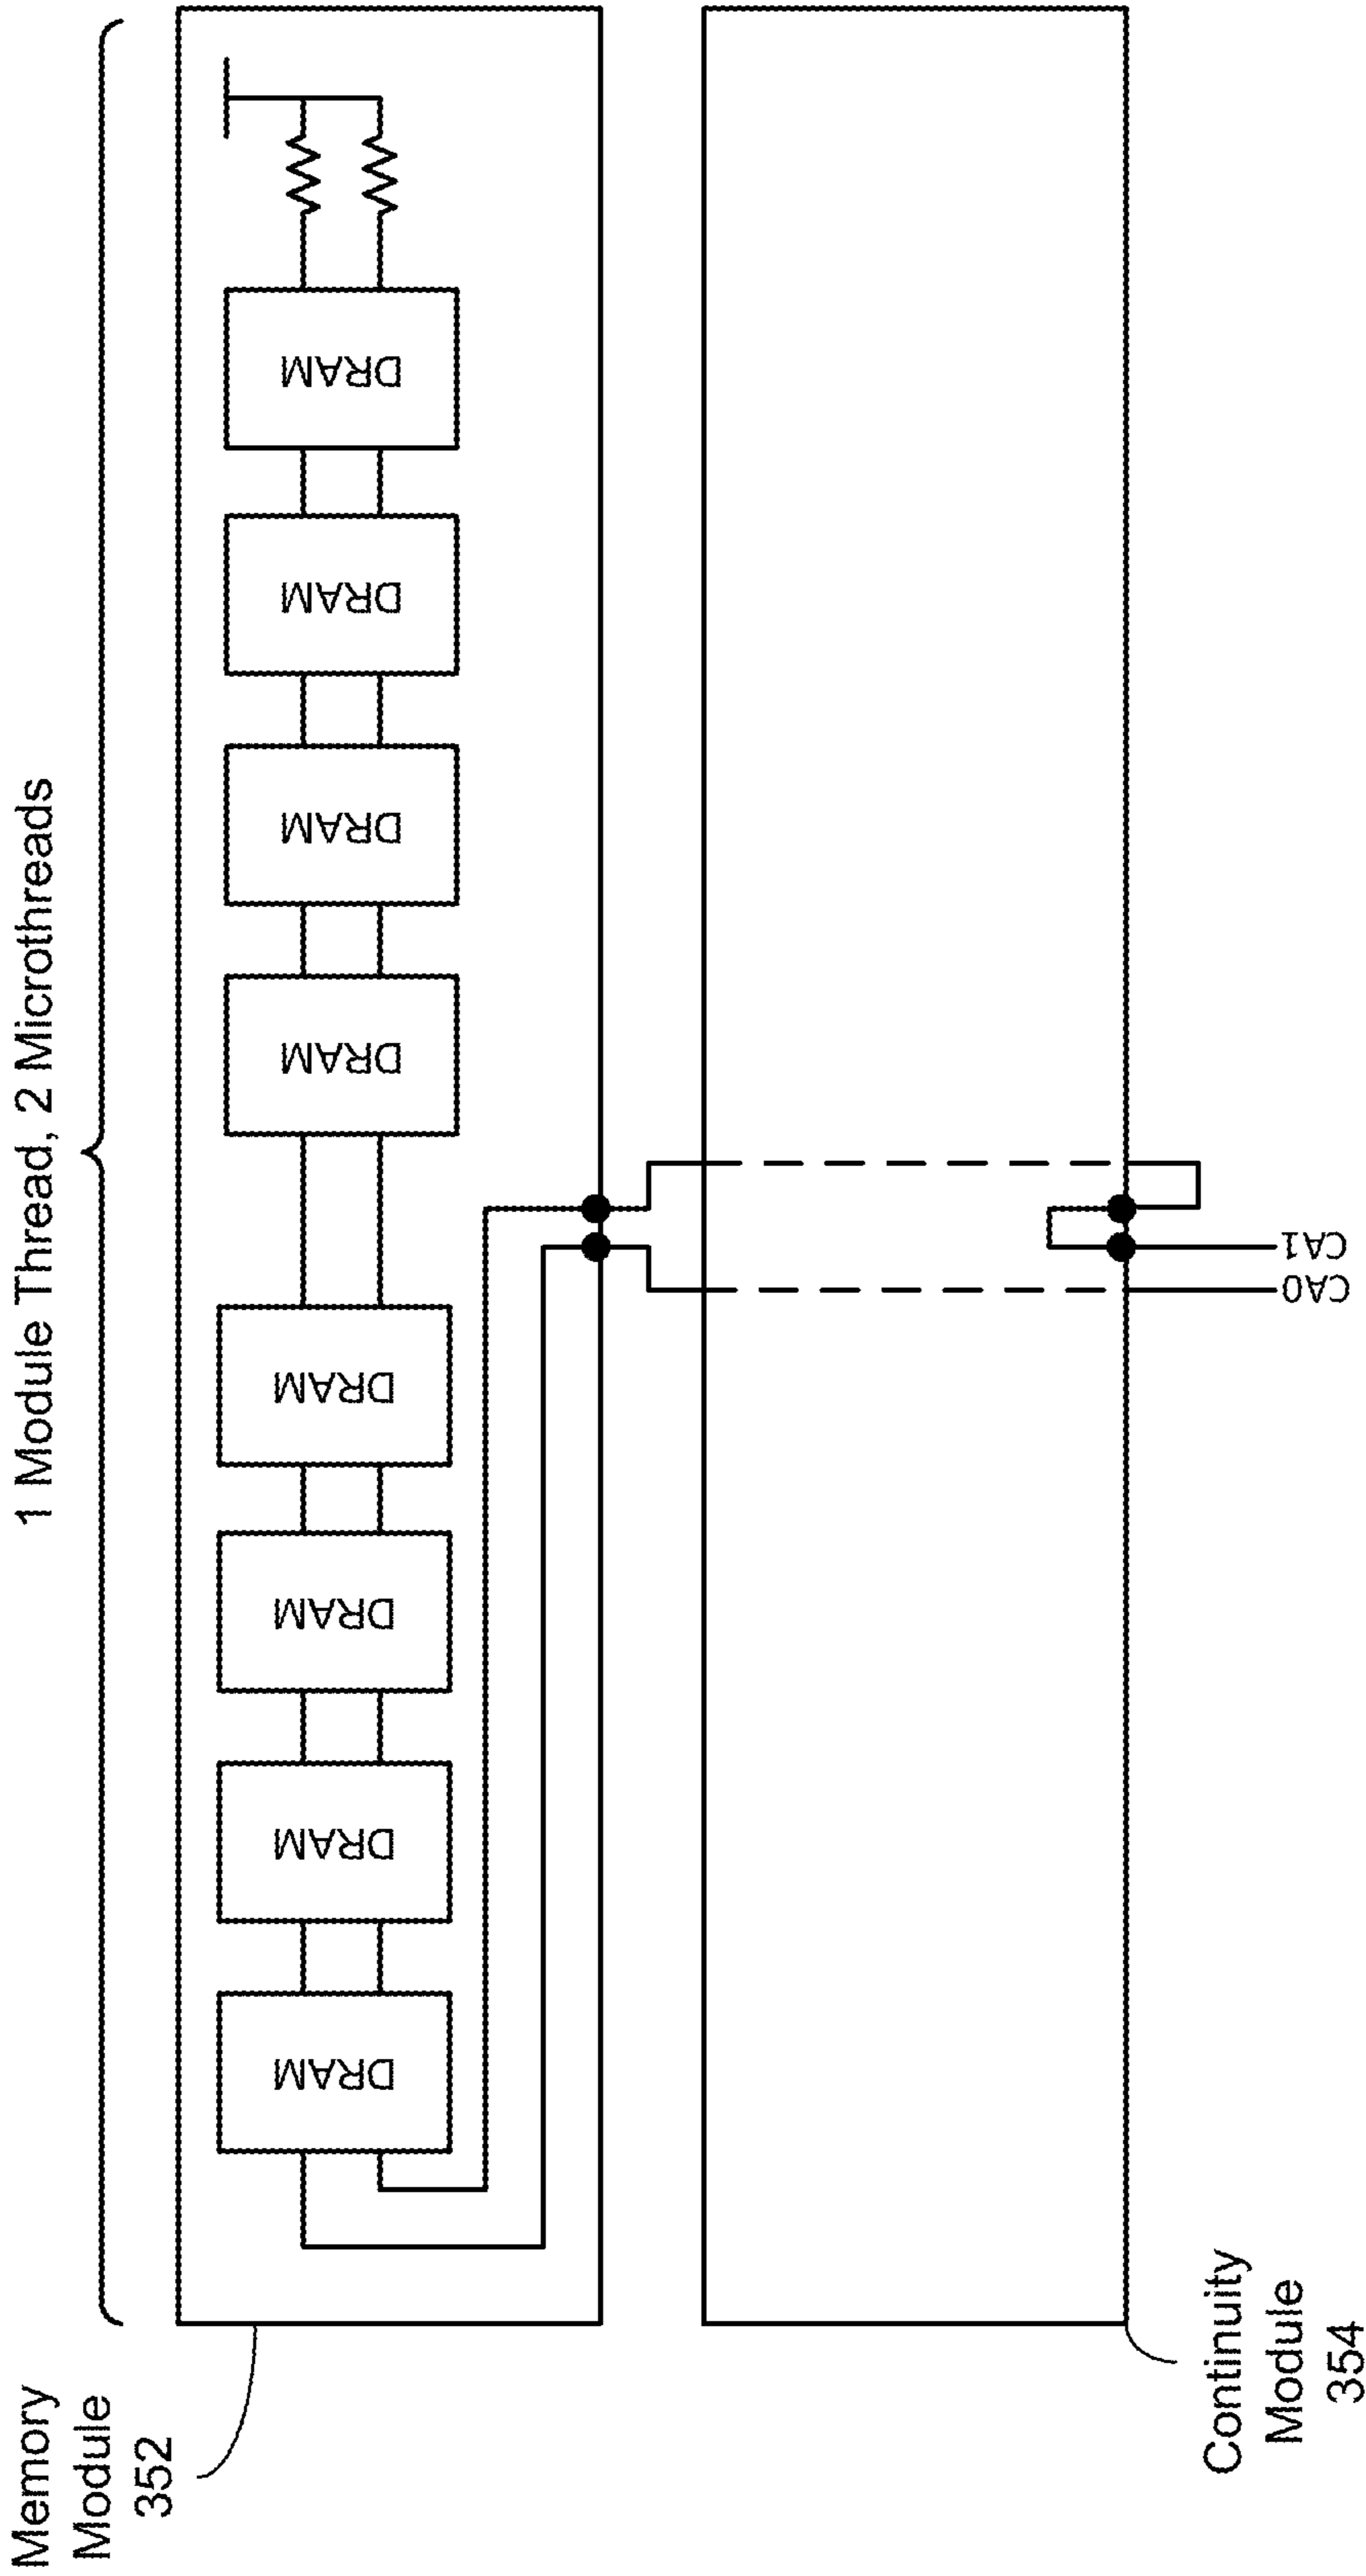 1 Module Thread, 2 Microthreads
Memory
Module
352
DRAM
DRAM
DRAM
DRAM
DRAM
DRAM
DRAM
DRAM
CA1
CA0
Continuity
Module
354